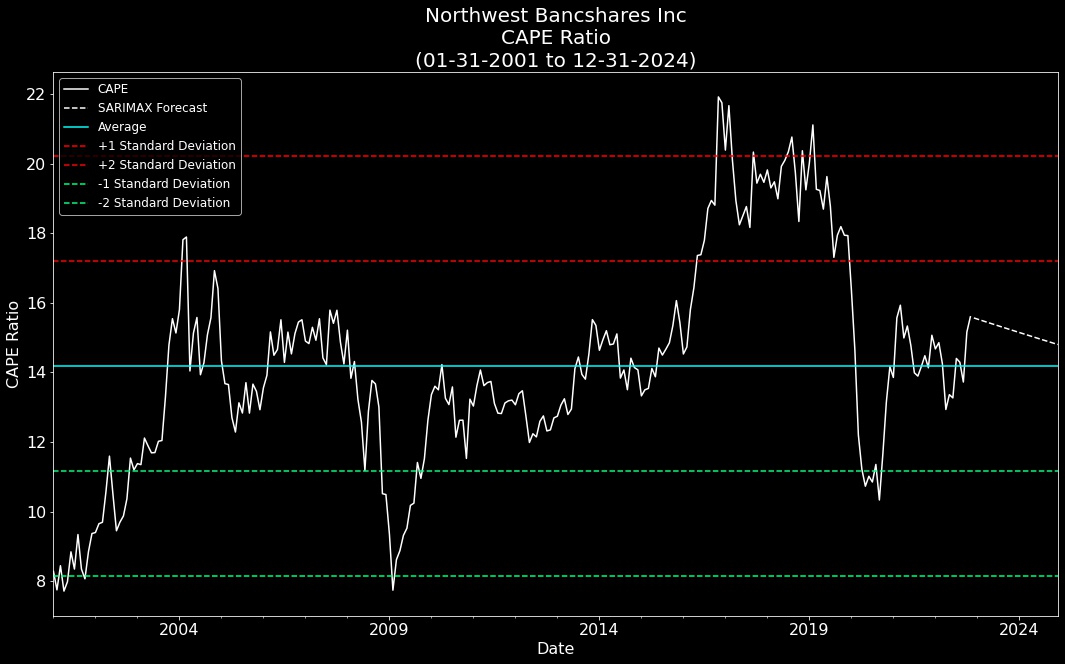 Northwest Bancshares Inc
CAPE Ratio
(01-31-2001 to 12-31-2024)
CAPE
SARIMAX Forecast
Average
+1 Standard Deviation
+2 Standard Deviation
-1 Standard Deviation
-2 Standard Deviation
22
20
18
16
14
12
10
8
CAPE Ratio
2004
2009
2014
2019
2024
Date